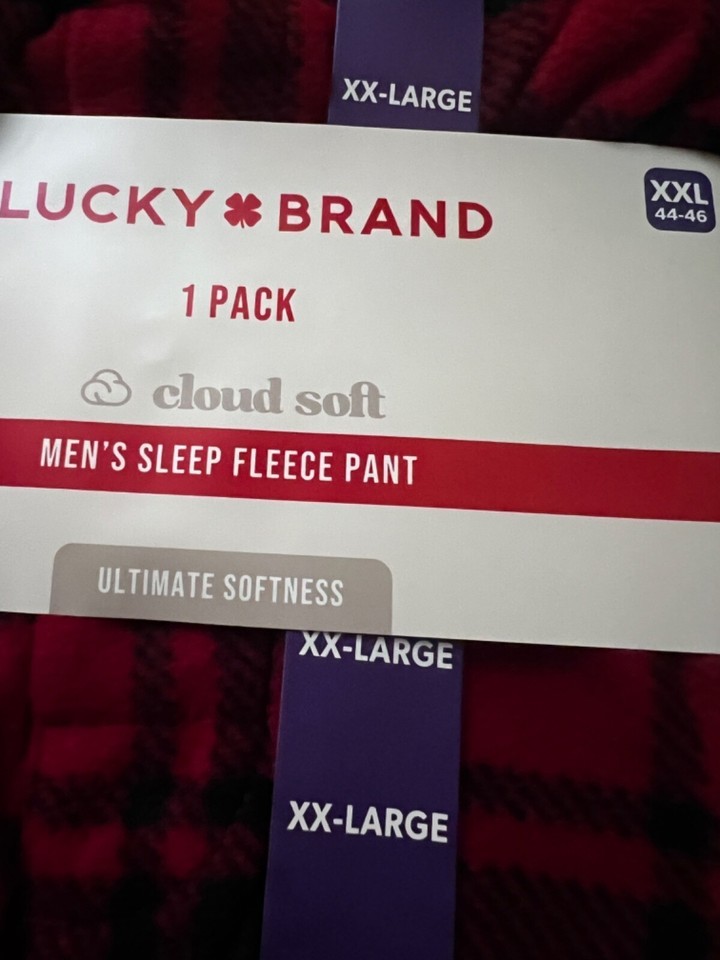 XX-LARGE
LUCKY BRAND
XXL
44-46
1 PACK
cloud soft
MEN'S SLEEP FLEECE PANT
ULTIMATE SOFTNESS
XX-LARGE
XX-LARGE